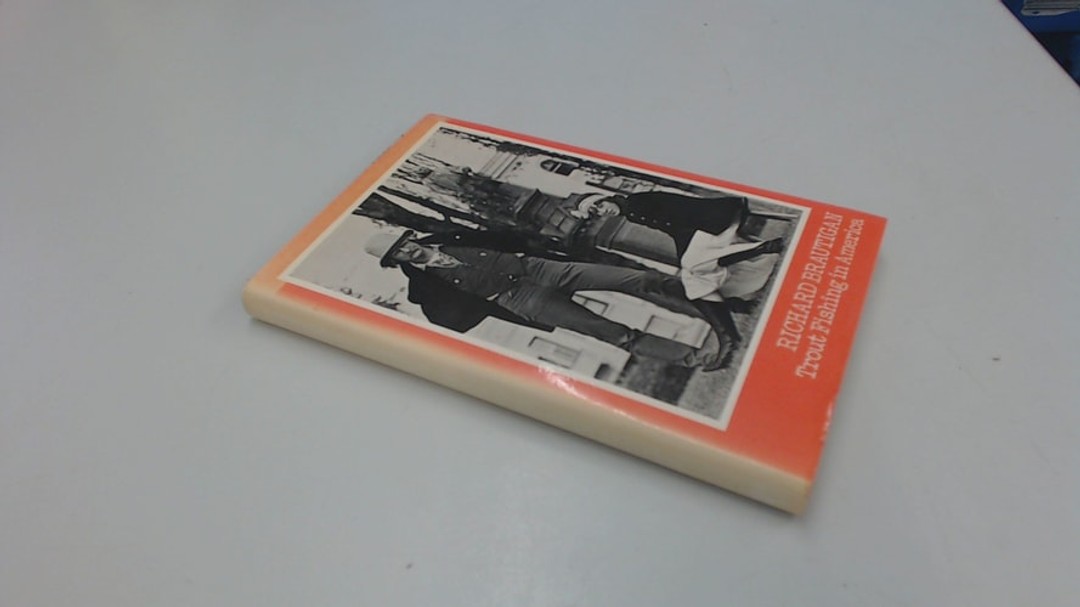 RICHARD BRAUTIGAN
Trout Fishing in America